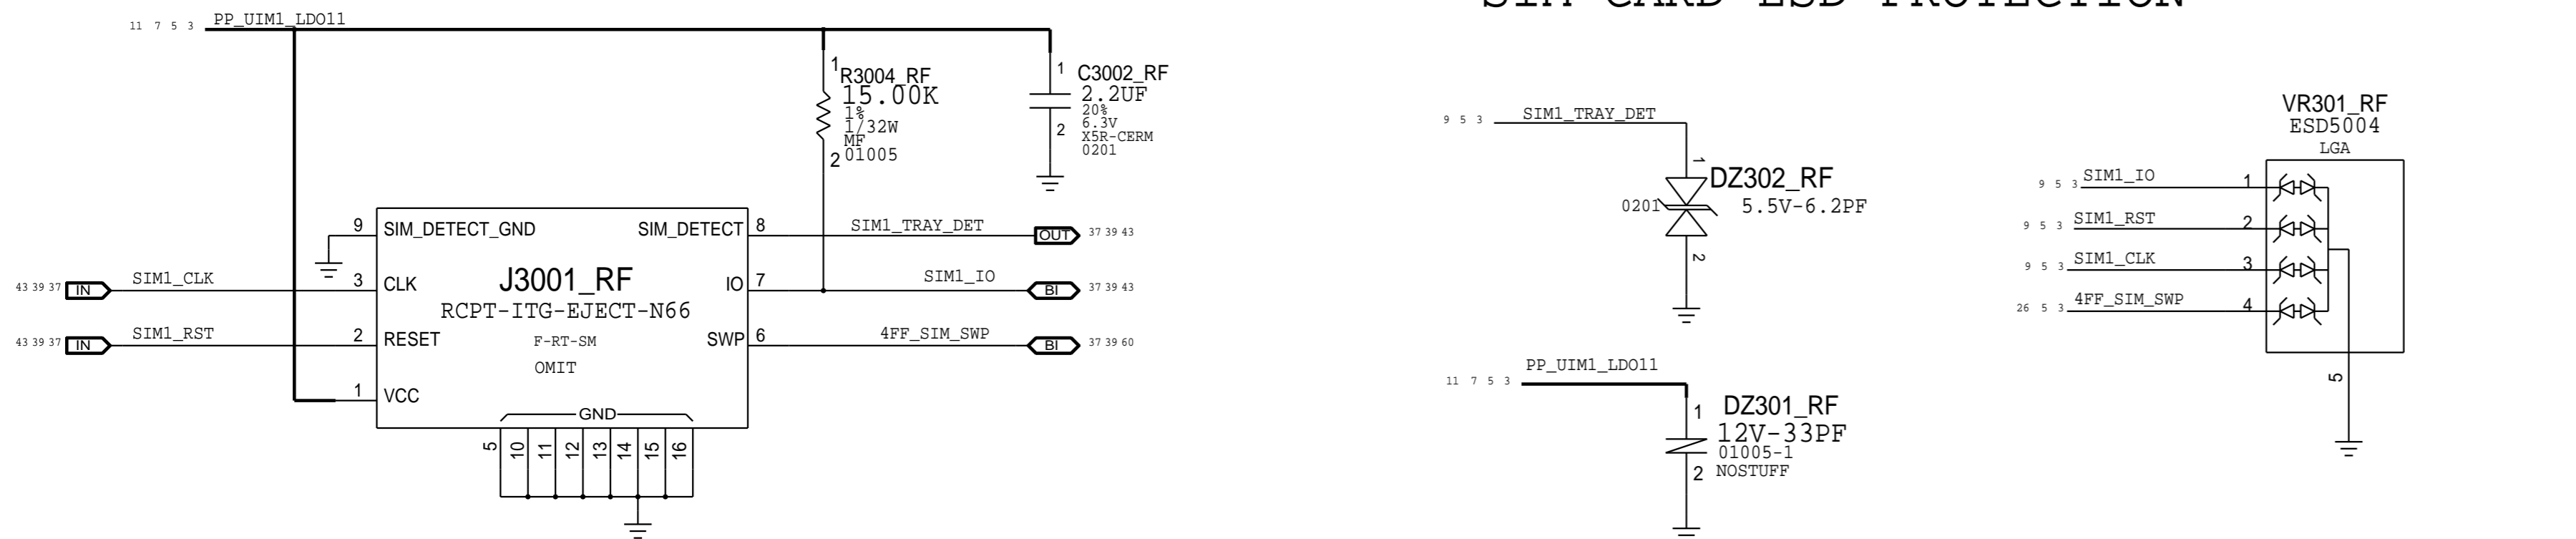 SIM CARD ESD PROTECTION
11 7 5 3 PP_UIM1_LDO11
1
R3004_RF
15.00K
1%
1/32W
MF
2 01005
1 C3002_RF
2.2UF
20%
6.3V
2 X5R-CERM
0201
9 SIM_DETECT_GND SIM_DETECT 8 SIM1_TRAY_DET OUT 37 39 43
43 39 37 IN SIM1_CLK 3 CLK IO 7 SIM1_IO BI 37 39 43
J3001_RF
RCPT-ITG-EJECT-N66
43 39 37 IN SIM1_RST 2 RESET SWP 6 4FF_SIM_SWP BI 37 39 60
F-RT-SM
OMIT
1 VCC
GND
5 10 11 12 13 14 15 16
9 5 3 SIM1_TRAY_DET
1
DZ302_RF
0201 5.5V-6.2PF
2
11 7 5 3 PP_UIM1_LDO11
1 DZ301_RF
12V-33PF
01005-1
2 NOSTUFF
VR301_RF
ESD5004
LGA
9 5 3 SIM1_IO 1
9 5 3 SIM1_RST 2
9 5 3 SIM1_CLK 3
26 5 3 4FF_SIM_SWP 4
5